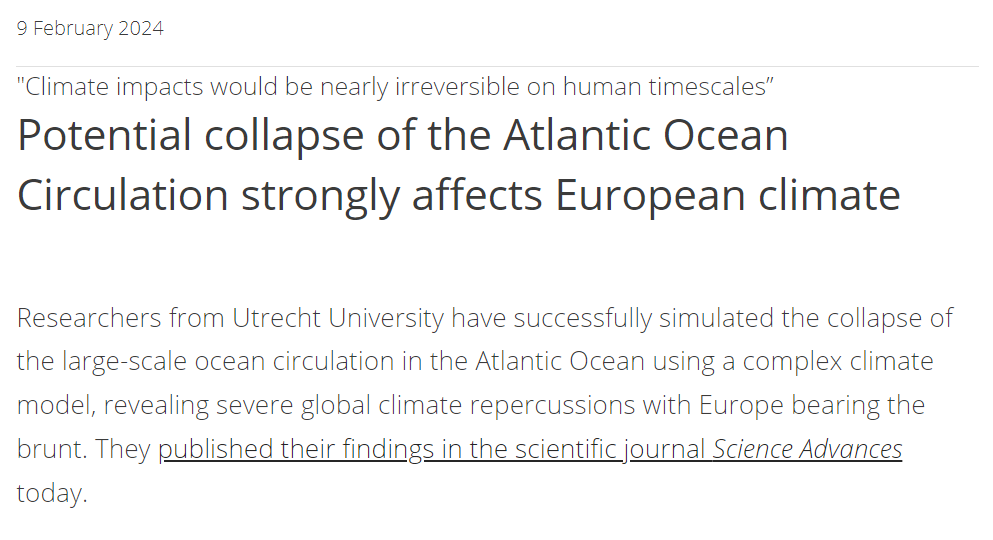 9 February 2024
"Climate impacts would be nearly irreversible on human timescales”
Potential collapse of the Atlantic Ocean
Circulation strongly affects European climate
Researchers from Utrecht University have successfully simulated the collapse of
the large-scale ocean circulation in the Atlantic Ocean using a complex climate
model, revealing severe global climate repercussions with Europe bearing the
brunt. They published their findings in the scientific journal Science Advances
today.